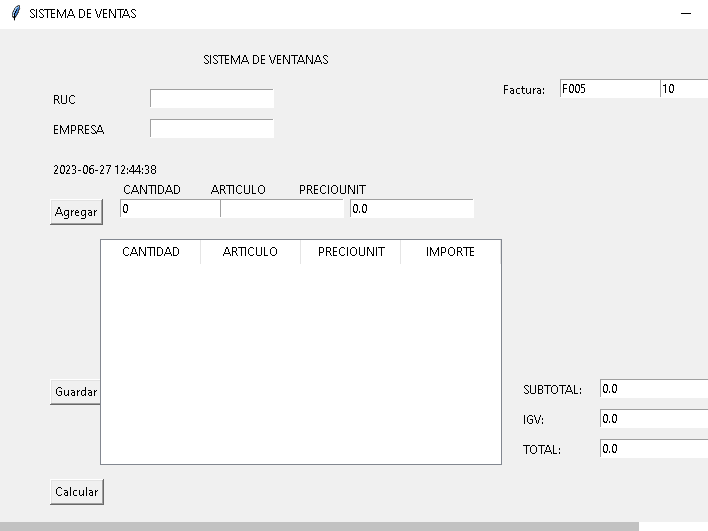 SISTEMA DE VENTAS
SISTEMA DE VENTANAS
Factura: F005 10
RUC
EMPRESA
2023-06-27 12:44:38
CANTIDAD ARTICULO PRECIOUNIT
Agregar 0 0.0
CANTIDAD ARTICULO PRECIOUNIT IMPORTE
Guardar SUBTOTAL: 0.0
IGV: 0.0
TOTAL: 0.0
Calcular